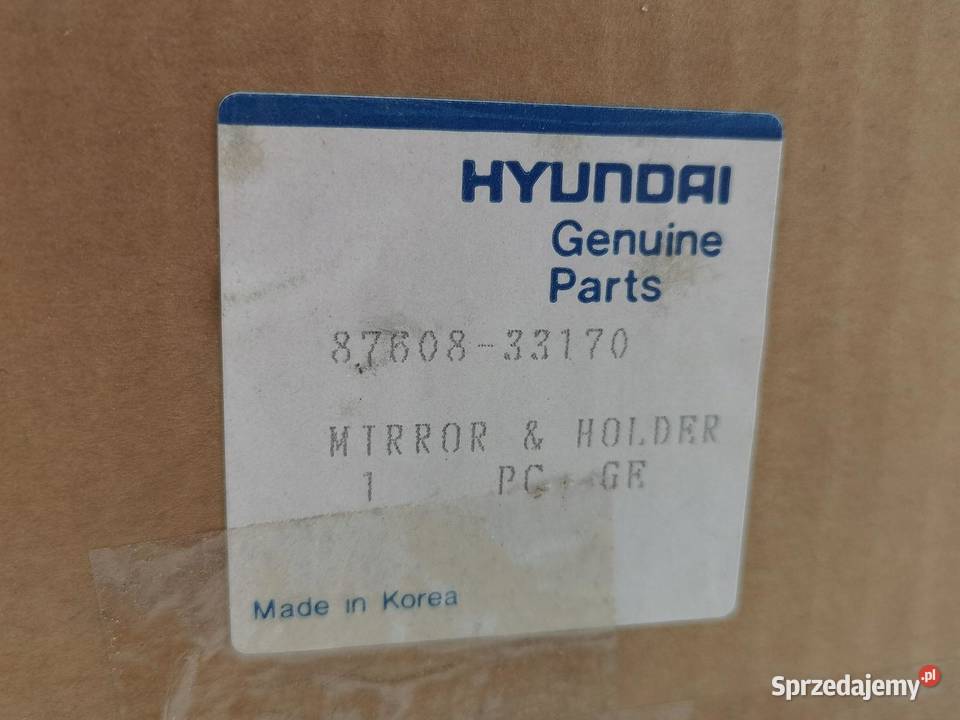 HYUNDAI
Genuine
Parts
87608-33170
MIRROR & HOLDER
1 PC GE
Made in Korea
Sprzedajemy.pl